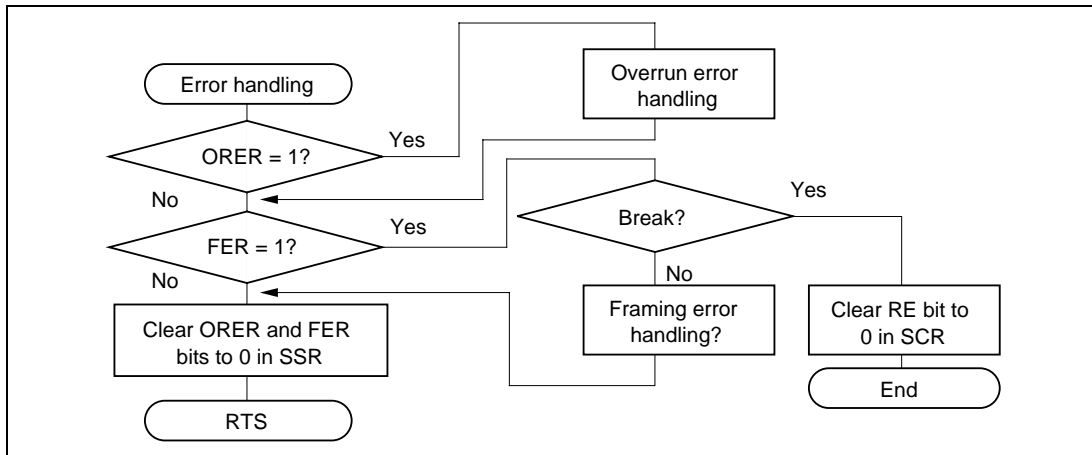 Error handling
ORER = 1?
Yes
No
Overrun error
handling
FER = 1?
Yes
No
Break?
Yes
No
Framing error
handling?
Clear RE bit to
0 in SCR
End
Clear ORER and FER
bits to 0 in SSR
RTS